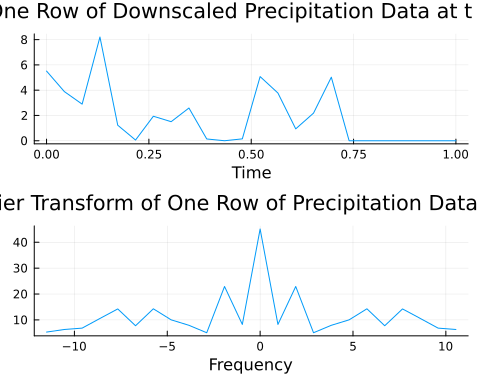 One Row of Downscaled Precipitation Data at t
8
6
4
2
0
0.00 0.25 0.50 0.75 1.00
Time
ier Transform of One Row of Precipitation Data
40
30
20
10
−10 −5 0 5 10
Frequency